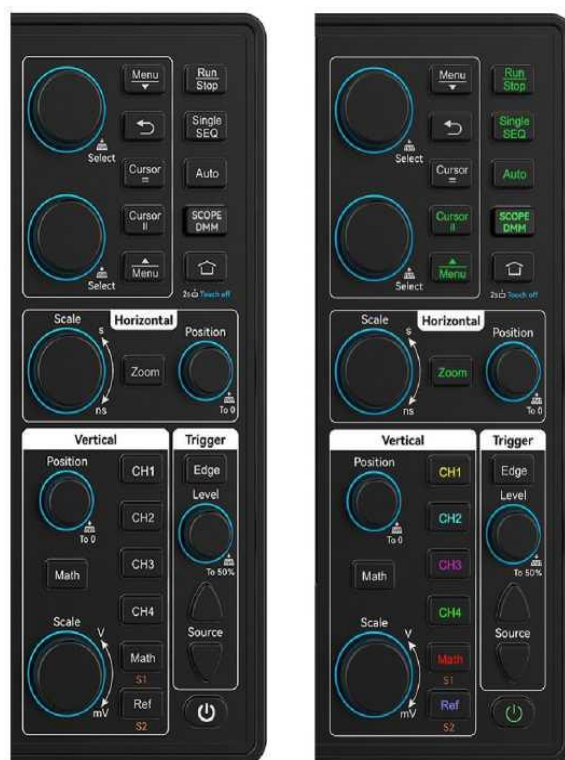 Menu
Run
Stop
Single
SEQ
Select
Cursor
Auto
Cursor
SCOPE
DMM
Menu
Select
2s Touch off
Scale
Horizontal
s
Position
Zoom
ns
To 0
Vertical
Trigger
Position
CH1
Edge
Level
CH2
To 0
Math
CH3
To 50%
CH4
Scale
V
Source
Math
S1
mV
Ref
S2
Menu
Run
Stop
Single
SEQ
Select
Cursor
Auto
Cursor
SCOPE
DMM
Menu
Select
2s Touch off
Scale
Horizontal
s
Position
Zoom
ns
To 0
Vertical
Trigger
Position
CH1
Edge
Level
CH2
To 0
Math
CH3
To 50%
CH4
Scale
V
Source
Math
S1
mV
Ref
S2